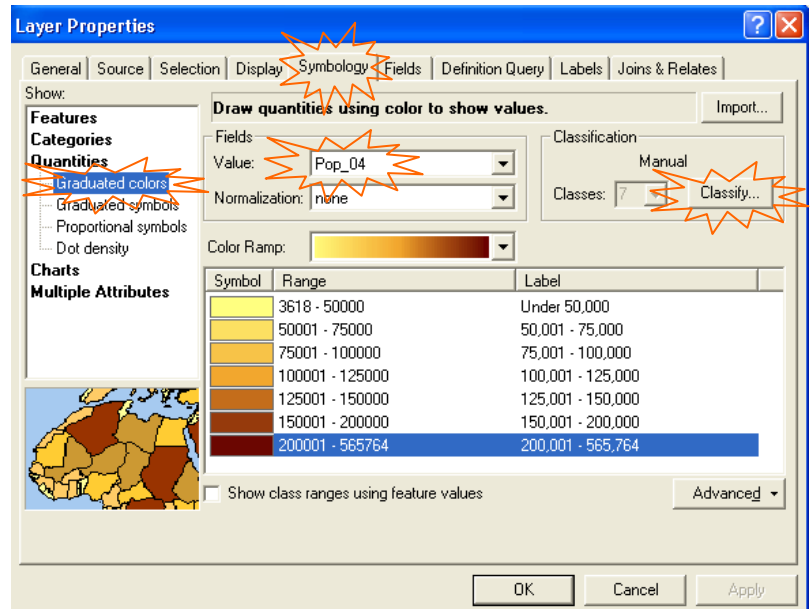 Layer Properties
General Source Selection Display Symbology Fields Definition Query Labels Joins & Relates
Show:
Features
Categories
Quantities
Graduated colors
Graduated symbols
Proportional symbols
Dot density
Charts
Multiple Attributes
Draw quantities using color to show values.
Import...
Fields
Value: Pop_04
Normalization: none
Classification
Manual
Classes: 7 Classify...
Color Ramp:
Symbol Range Label
3618 - 50000 Under 50,000
50001 - 75000 50,001 - 75,000
75001 - 100000 75,001 - 100,000
100001 - 125000 100,001 - 125,000
125001 - 150000 125,001 - 150,000
150001 - 200000 150,001 - 200,000
200001 - 565764 200,001 - 565,764
Show class ranges using feature values
Advanced
OK Cancel Apply